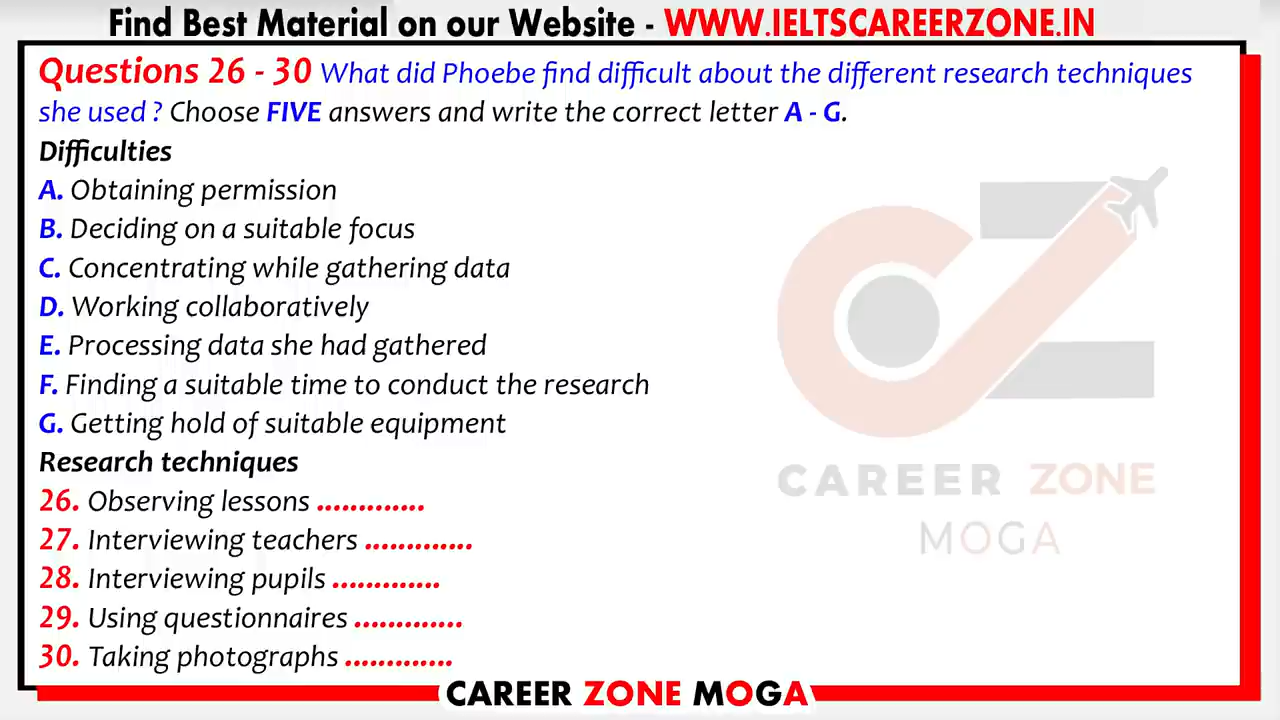 Find Best Material on our Website - WWW.IELTSCAREERZONE.IN
Questions 26 - 30 What did Phoebe find difficult about the different research techniques
she used ? Choose FIVE answers and write the correct letter A - G.
Difficulties
A. Obtaining permission
B. Deciding on a suitable focus
C. Concentrating while gathering data
D. Working collaboratively
E. Processing data she had gathered
F. Finding a suitable time to conduct the research
G. Getting hold of suitable equipment
Research techniques
26. Observing lessons .............
27. Interviewing teachers .............
28. Interviewing pupils .............
29. Using questionnaires .............
30. Taking photographs .............
CAREER ZONE
MOGA
CAREER ZONE MOGA